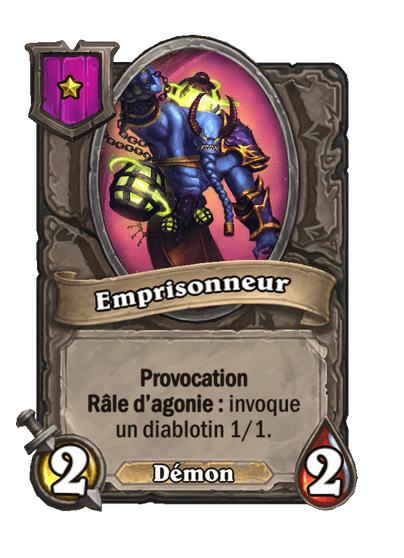 Emprisonneur
Provocation
Râle d'agonie : invoque
un diablotin 1/1.
2
Démon
2